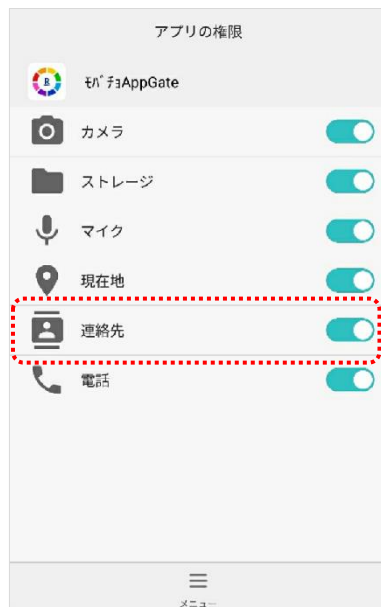 アプリの権限
ﾓﾊﾞﾁｮAppGate
カメラ
ストレージ
マイク
現在地
連絡先
電話
メニュー